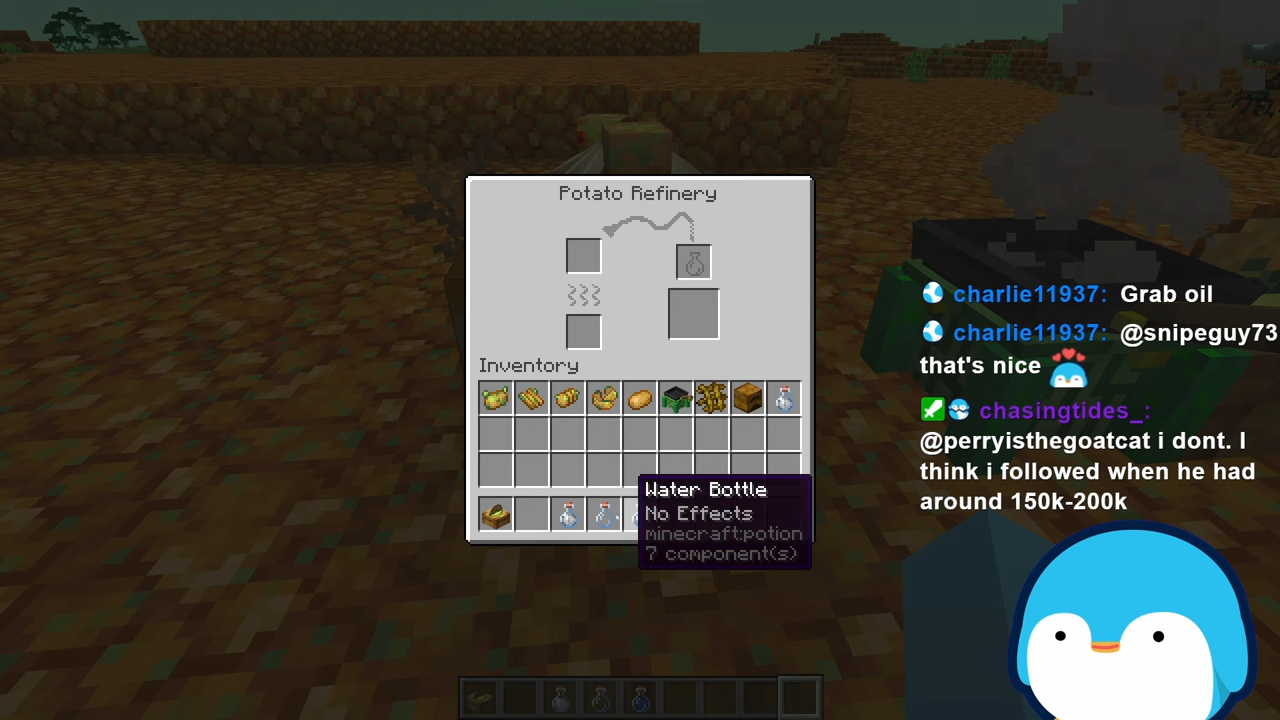 Potato Refinery
Inventory
Water Bottle
No Effects
minecraft:potion
7 component(s)
charlie11937: Grab oil
charlie11937: @snipeguy73
that's nice
chasingtides_:
@perryisthegoatcat i dont. I
think i followed when he had
around 150k-200k